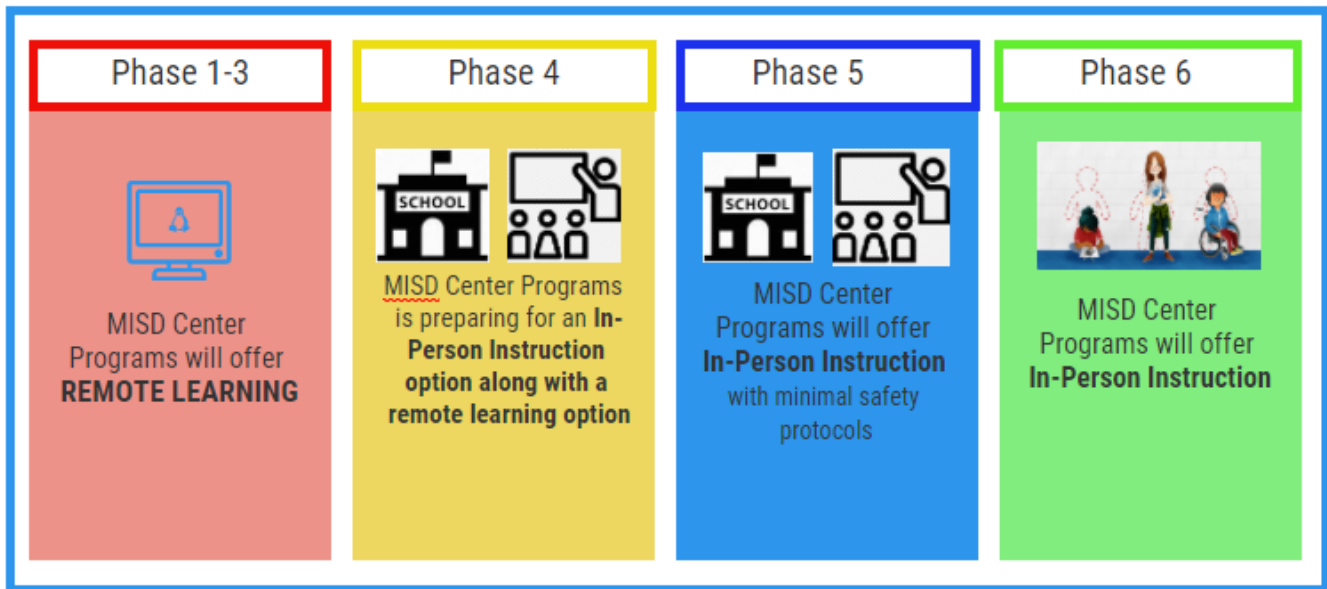 Phase 1-3
MISD Center
Programs will offer
REMOTE LEARNING
Phase 4
SCHOOL
MISD Center Programs
is preparing for an In-
Person Instruction
option along with a
remote learning option
Phase 5
SCHOOL
MISD Center
Programs will offer
In-Person Instruction
with minimal safety
protocols
Phase 6
MISD Center
Programs will offer
In-Person Instruction